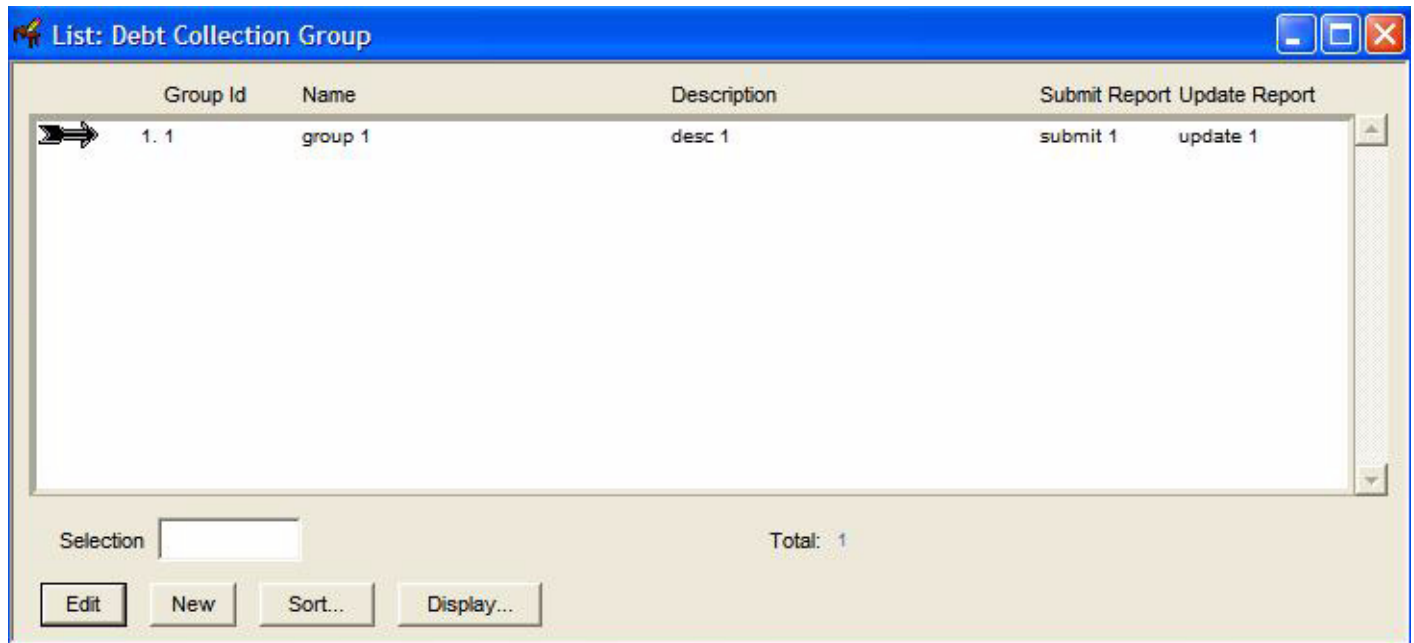 List: Debt Collection Group
Group Id Name Description Submit Report Update Report
1. 1 group 1 desc 1 submit 1 update 1
Selection Total: 1
Edit New Sort... Display...